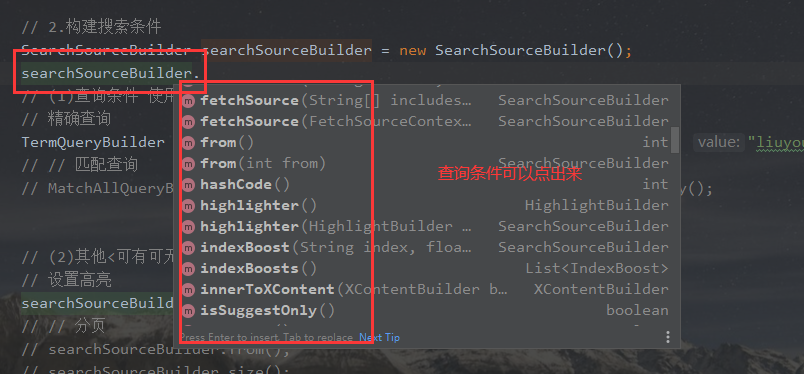 // 2.构建搜索条件
SearchSourceBuilder searchSourceBuilder = new SearchSourceBuilder();
searchSourceBuilder.
// (1)查询条件 使用
// 精确查询
TermQueryBuilder value: "liuyou
// // 匹配查询
// MatchAllQueryB y();
// (2)其他<可有可无
// 设置高亮
searchSourceBuild
// // 分页
// searchSourceBuilder.from();
// searchSourceBuilder.size();
fetchSource(String[] includes… SearchSourceBuilder
fetchSource(FetchSourceContex… SearchSourceBuilder
from() int
from(int from) SearchSourceBuilder
hashCode() int
highlighter() HighlightBuilder
highlighter(HighlightBuilder … SearchSourceBuilder
indexBoost(String index, floa… SearchSourceBuilder
indexBoosts() List<IndexBoost>
innerToXContent(XContentBuilder b… XContentBuilder
isSuggestOnly() boolean
Press Enter to insert, Tab to replace Next Tip
查询条件可以点出来